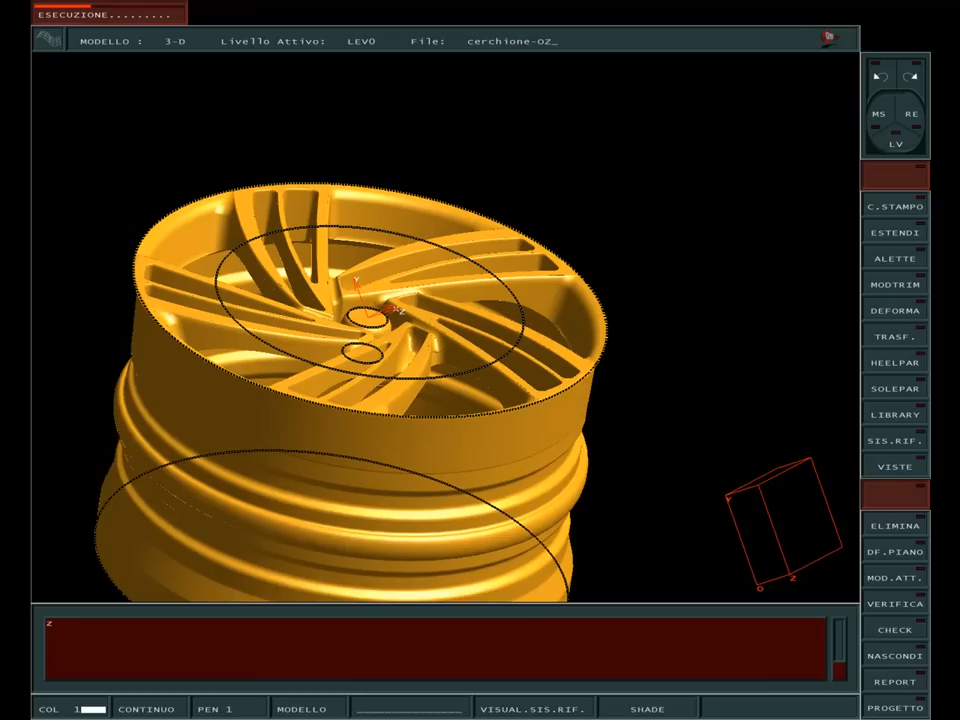 ESECUZIONE.........
MODELLO : 3-D Livello Attivo: LEV0 File: cerchione-OZ_
MS RE
LV
C.STAMPO
ESTENDI
ALETTE
MODTRIM
DEFORMA
TRASF.
HEELPAR
SOLEPAR
LIBRARY
SIS.RIF.
VISTE
ELIMINA
DF.PIANO
MOD.ATT.
VERIFICA
CHECK
NASCONDI
REPORT
PROGETTO
Y
Z
Y
Z
O
z
COL 1 CONTINUO PEN 1 MODELLO VISUAL.SIS.RIF. SHADE